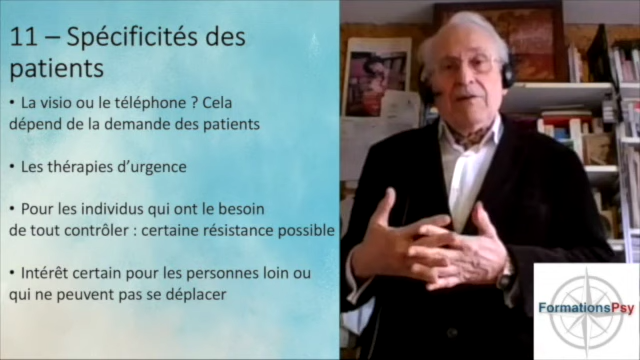 11 – Spécificités des
patients
• La visio ou le téléphone ? Cela
dépend de la demande des patients
• Les thérapies d’urgence
• Pour les individus qui ont le besoin
de tout contrôler : certaine résistance possible
• Intérêt certain pour les personnes loin ou
qui ne peuvent pas se déplacer
FormationsPsy